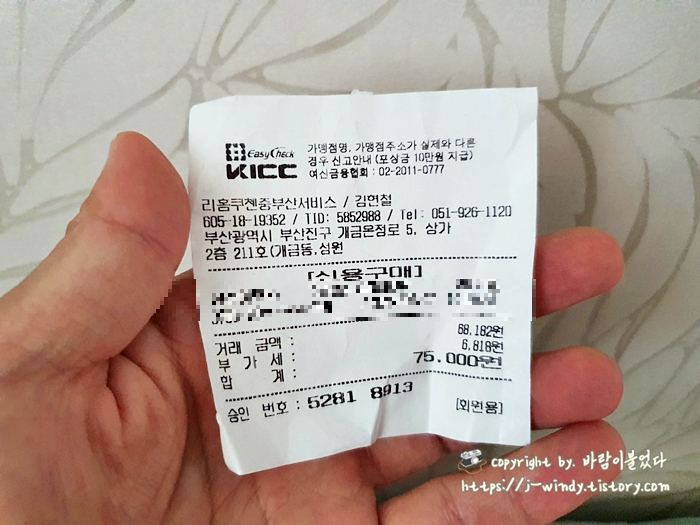 EasyCheck
KICC
가맹점명, 가맹점주소가 실제와 다른
경우 신고안내 (포상금 10만원 지급)
여신금융협회 : 02-2011-0777
리홈쿠첸중부산서비스 / 김현철
605-18-19352 / TID: 5852988 / Tel: 051-926-1120
부산광역시 부산진구 개금온정로 5, 상가
2층 211호(개금동,성원
[신용구매]
거래 금액 : 68,182원
부 가 세 : 6,818원
합 계 : 75,000원
승인 번호 : 5281 8913 [회원용]
copyright by. 바람이불었다
https://j-windy.tistory.com